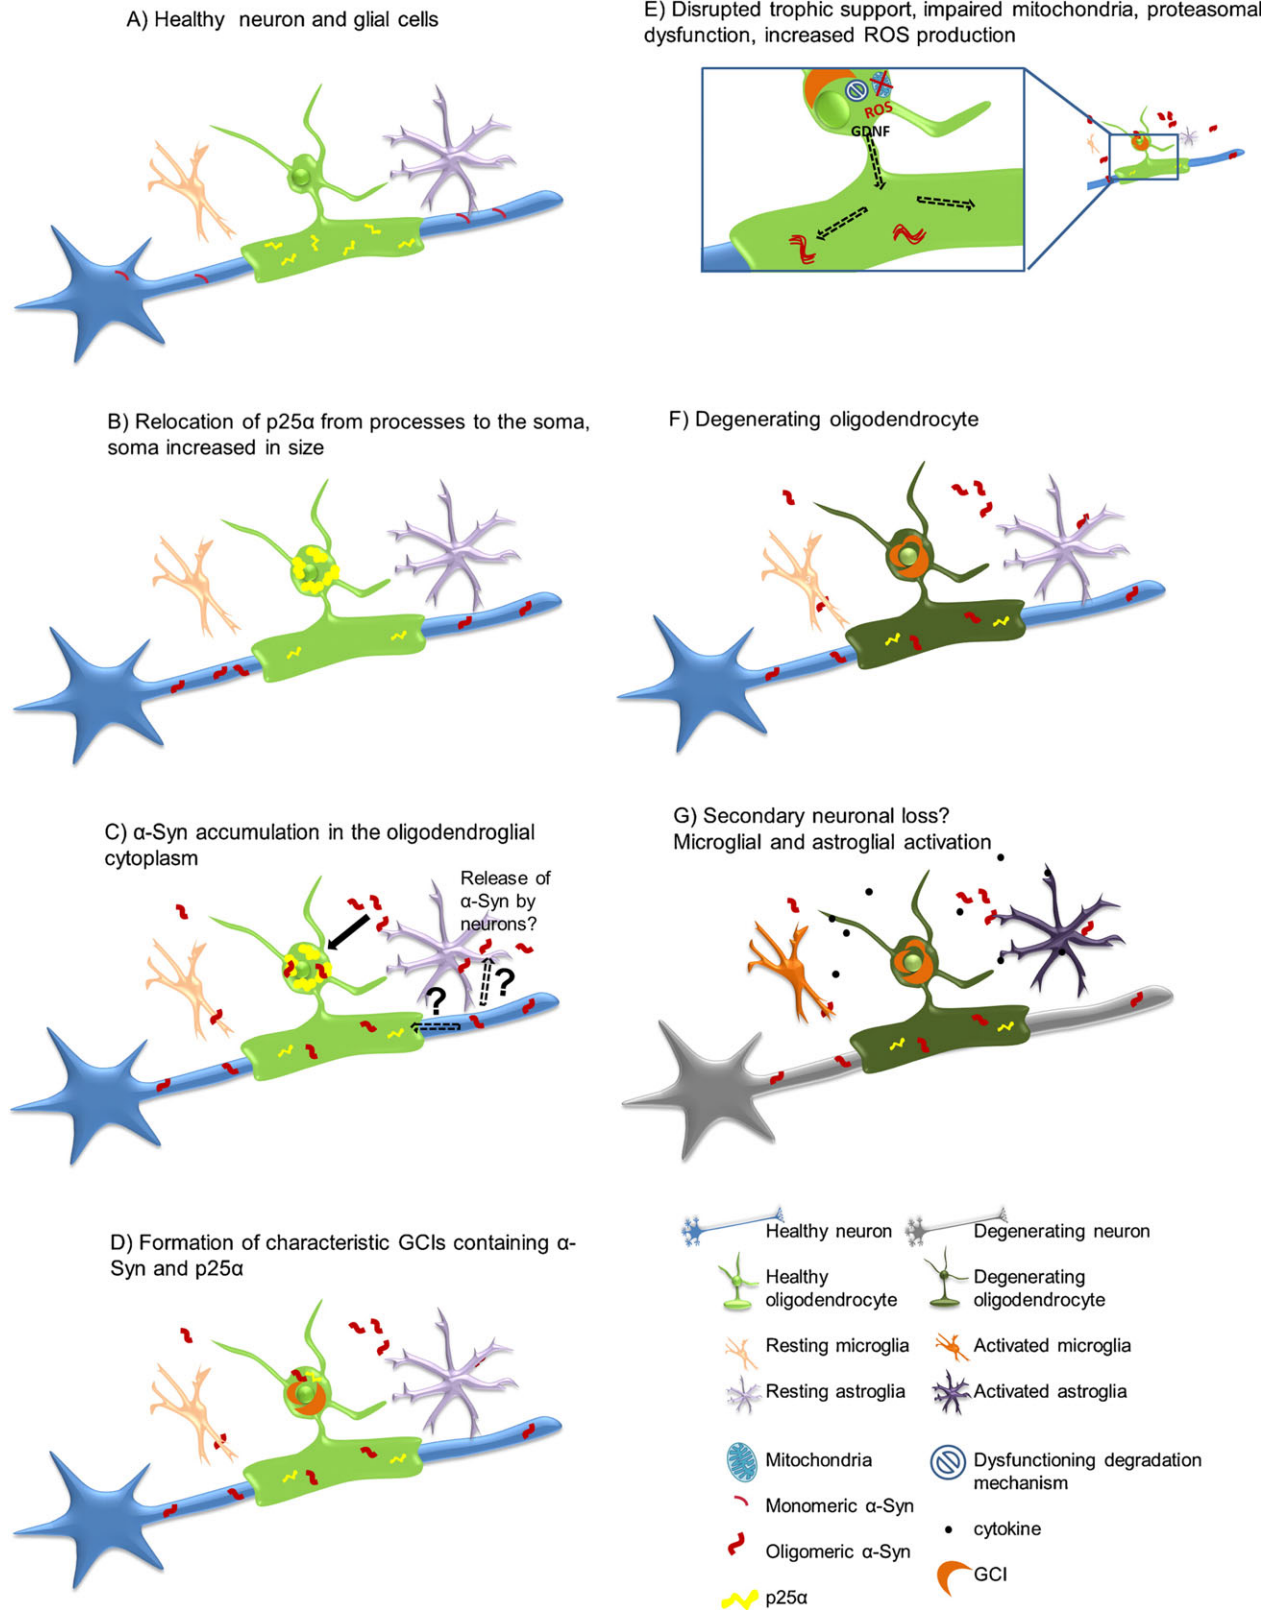 A) Healthy neuron and glial cells
B) Relocation of p25α from processes to the soma,
soma increased in size
C) α-Syn accumulation in the oligodendroglial
cytoplasm
Release of
α-Syn by
neurons?
?
?
D) Formation of characteristic GCIs containing α-
Syn and p25α
E) Disrupted trophic support, impaired mitochondria, proteasomal
dysfunction, increased ROS production
ROS
GDNF
F) Degenerating oligodendrocyte
G) Secondary neuronal loss?
Microglial and astroglial activation
Healthy neuron
Degenerating neuron
Healthy
oligodendrocyte
Degenerating
oligodendrocyte
Resting microglia
Activated microglia
Resting astroglia
Activated astroglia
Mitochondria
Dysfunctioning degradation
mechanism
Monomeric α-Syn
cytokine
Oligomeric α-Syn
GCI
p25α